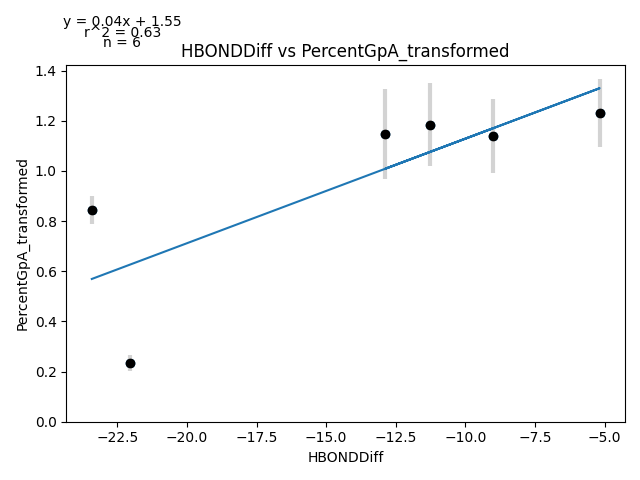 y = 0.04x + 1.55
r^2 = 0.63
n = 6
HBONDDiff vs PercentGpA_transformed
PercentGpA_transformed
1.4
1.2
1.0
0.8
0.6
0.4
0.2
0.0
−22.5 −20.0 −17.5 −15.0 −12.5 −10.0 −7.5 −5.0
HBONDDiff